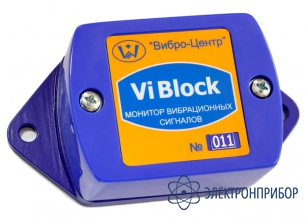 "Вибро-Центр"
Vi Block
МОНИТОР ВИБРАЦИОННЫХ
СИГНАЛОВ
№ 011
ЭЛЕКТРОНПРИБОР